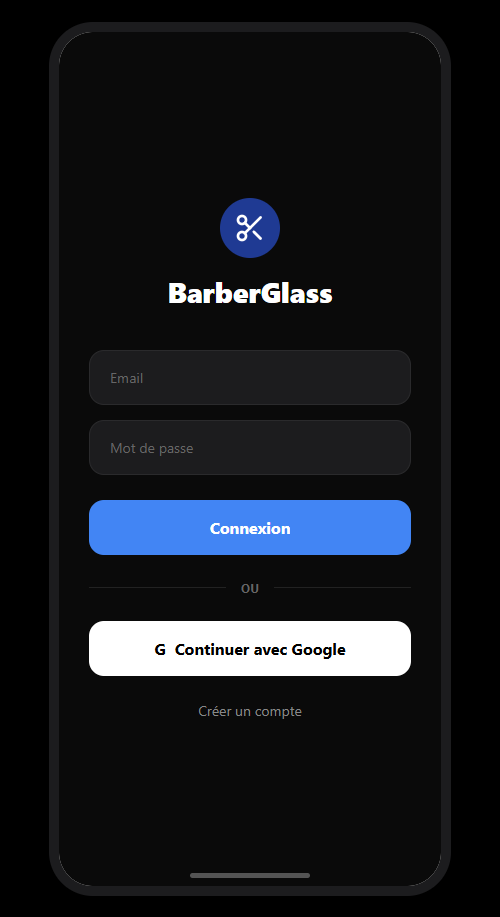 BarberGlass
Email
Mot de passe
Connexion
OU
G Continuer avec Google
Créer un compte